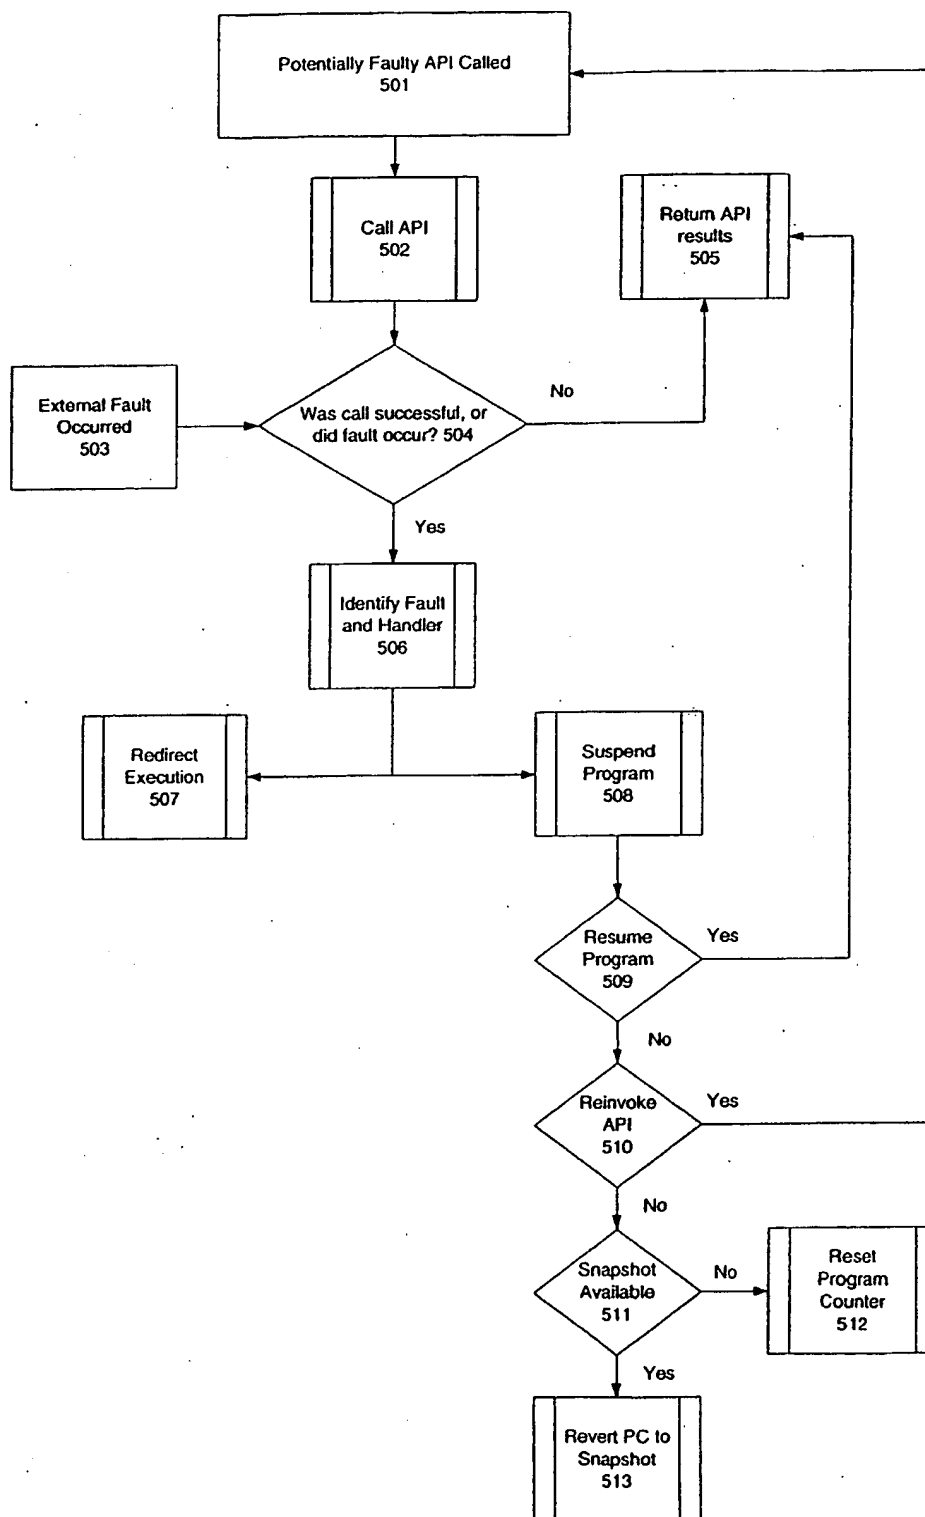 Potentially Faulty API Called
501
Call API
502
Return API
results
505
External Fault
Occurred
503
Was call successful, or
did fault occur? 504
No
Yes
Identify Fault
and Handler
506
Redirect
Execution
507
Suspend
Program
508
Resume
Program
509
Yes
No
Reinvoke
API
510
Yes
No
Snapshot
Available
511
No
Reset
Program
Counter
512
Yes
Revert PC to
Snapshot
513